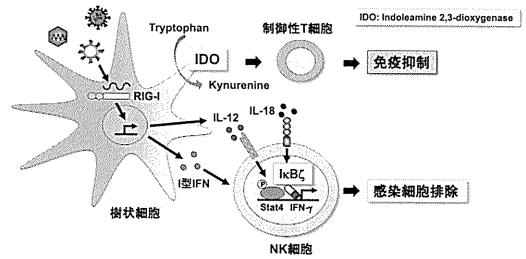 IDO: Indoleamine 2,3-dioxygenase
Tryptophan
制御性T細胞
IDO
免疫抑制
Kynurenine
RIG-I
IL-12
IL-18
I型IFN
IκBζ
P
Stat4 IFN-γ
感染細胞排除
樹状細胞
NK細胞